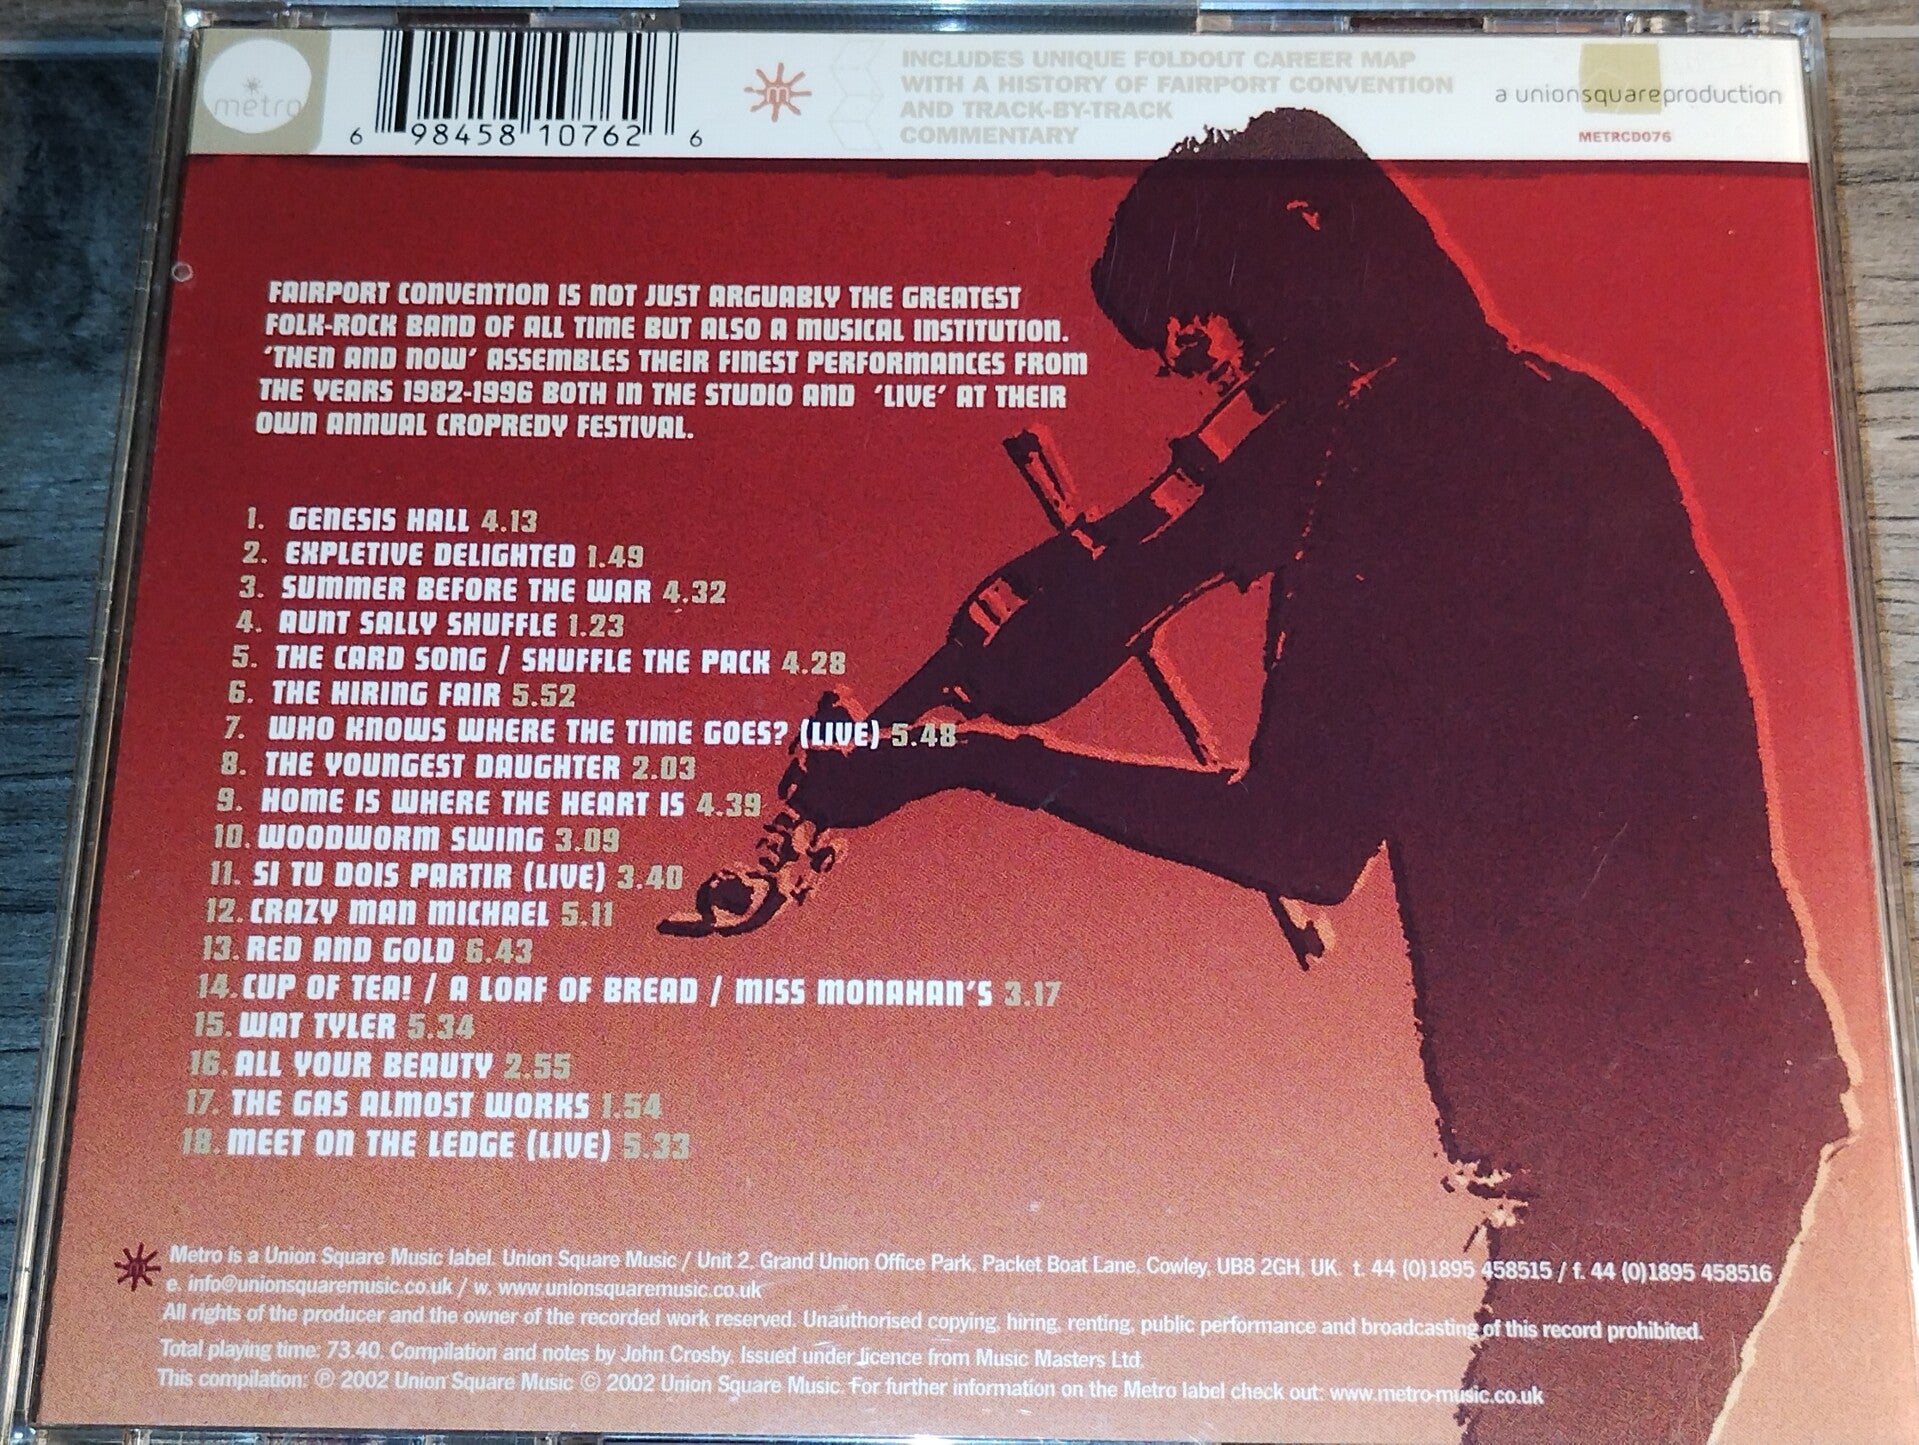 metro
6 98458 10762 6
m
INCLUDES UNIQUE FOLDOUT CAREER MAP
WITH A HISTORY OF FAIRPORT CONVENTION
AND TRACK-BY-TRACK
COMMENTARY
a unionsquareproduction
METRCD076
FAIRPORT CONVENTION IS NOT JUST ARGUABLY THE GREATEST
FOLK-ROCK BAND OF ALL TIME BUT ALSO A MUSICAL INSTITUTION.
'THEN AND NOW' ASSEMBLES THEIR FINEST PERFORMANCES FROM
THE YEARS 1982-1996 BOTH IN THE STUDIO AND 'LIVE' AT THEIR
OWN ANNUAL CROPREDY FESTIVAL.
1. GENESIS HALL 4.13
2. EXPLETIVE DELIGHTED 1.49
3. SUMMER BEFORE THE WAR 4.32
4. AUNT SALLY SHUFFLE 1.23
5. THE CARD SONG / SHUFFLE THE PACK 4.28
6. THE HIRING FAIR 5.52
7. WHO KNOWS WHERE THE TIME GOES? (LIVE) 5.48
8. THE YOUNGEST DAUGHTER 2.03
9. HOME IS WHERE THE HEART IS 4.39
10. WOODWORM SWING 3.09
11. SI TU DOIS PARTIR (LIVE) 3.40
12. CRAZY MAN MICHAEL 5.11
13. RED AND GOLD 6.43
14. CUP OF TEA! / A LOAF OF BREAD / MISS MONAHAN'S 3.17
15. WAT TYLER 5.34
16. ALL YOUR BEAUTY 2.55
17. THE GAS ALMOST WORKS 1.54
18. MEET ON THE LEDGE (LIVE) 5.33
Metro is a Union Square Music label. Union Square Music / Unit 2, Grand Union Office Park, Packet Boat Lane, Cowley, UB8 2GH, UK. t. 44 (0)1895 458515 / f. 44 (0)1895 458516
e. info@unionsquaremusic.co.uk / w. www.unionsquaremusic.co.uk
All rights of the producer and the owner of the recorded work reserved. Unauthorised copying, hiring, renting, public performance and broadcasting of this record prohibited.
Total playing time: 73.40. Compilation and notes by John Crosby. Issued under licence from Music Masters Ltd.
This compilation: ℗ 2002 Union Square Music © 2002 Union Square Music. For further information on the Metro label check out: www.metro-music.co.uk